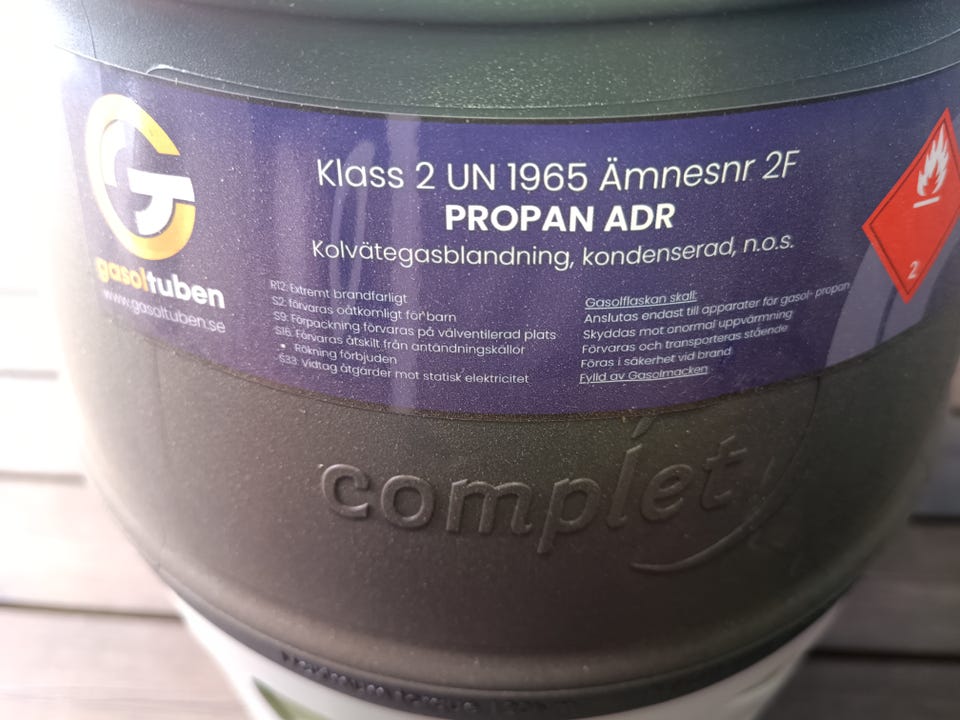 Klass 2 UN 1965 Ämnesnr 2F
PROPAN ADR
Kolvätegasblandning, kondenserad, n.o.s.
gasoltuben
www.gasoltuben.se
R12: Extremt brandfarligt
S2: förvaras oåtkomligt för barn
S9: Förpackning förvaras på välventilerad plats
S16: Förvaras åtskilt från antändningskällor
• Rökning förbjuden
S33: Vidtag åtgärder mot statisk elektricitet
Gasolflaskan skall:
Anslutas endast till apparater för gasol- propan
Skyddas mot onormal uppvärmning
Förvaras och transporteras stående
Föras i säkerhet vid brand
Fylld av Gasolmacken
2
complet
Maximum torque